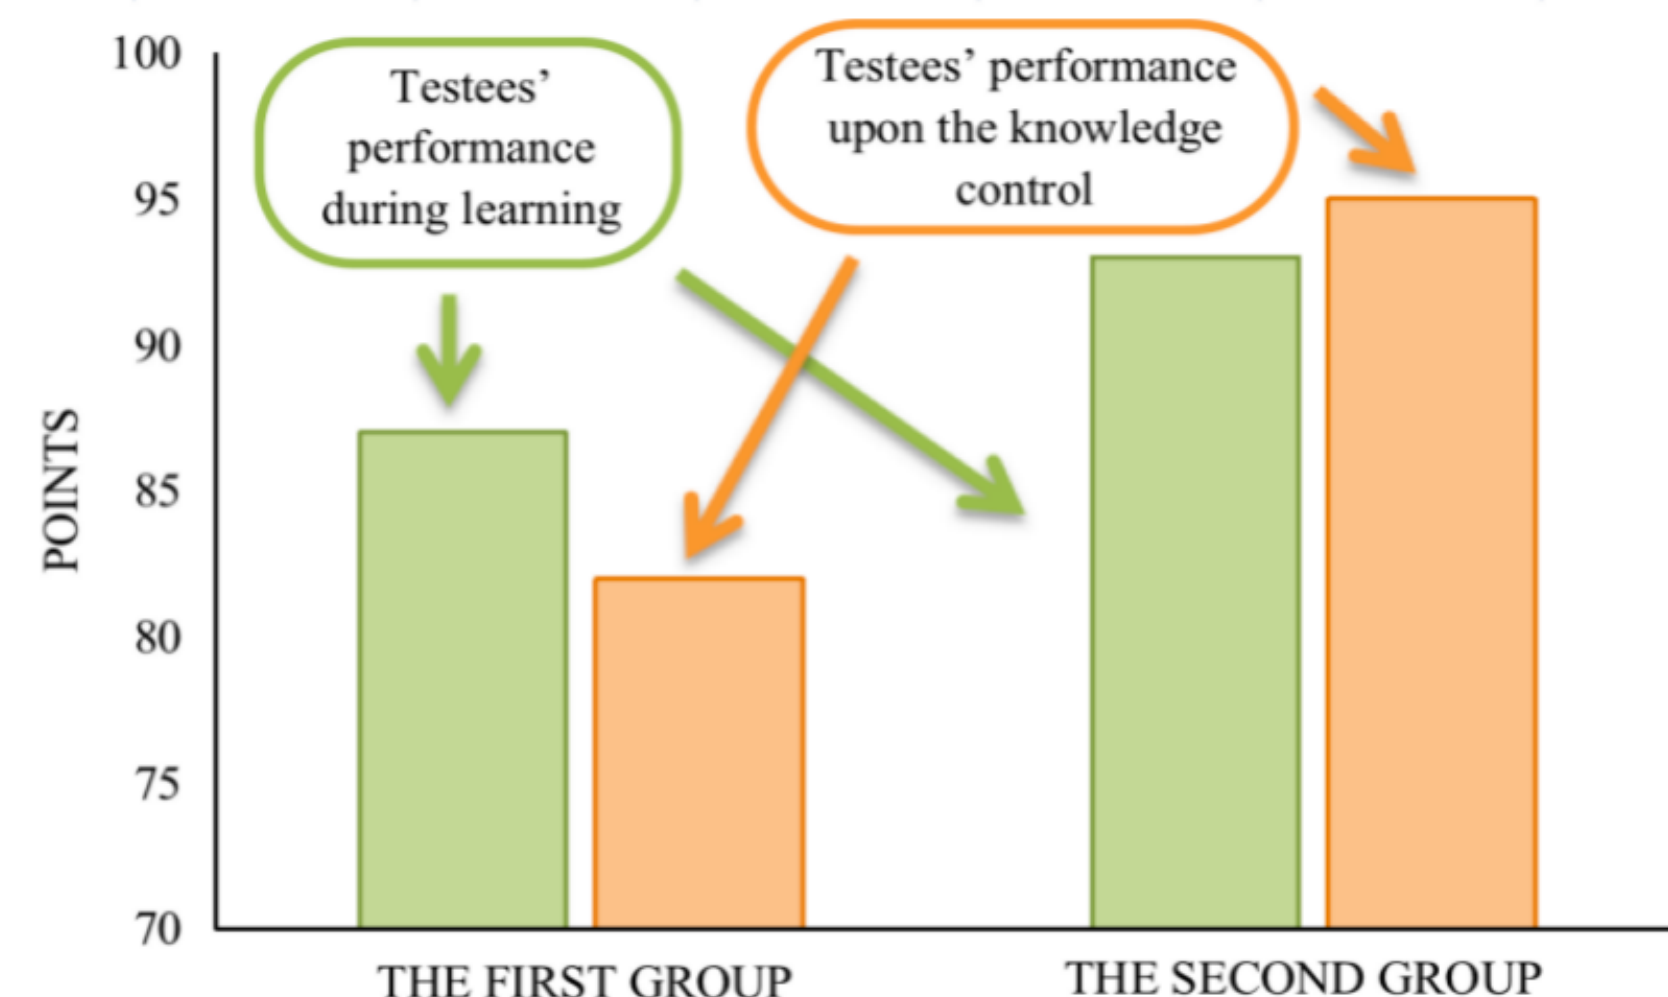 100
95
90
85
80
75
70
POINTS
Testees’
performance
during learning
Testees’ performance
upon the knowledge
control
THE FIRST GROUP
THE SECOND GROUP